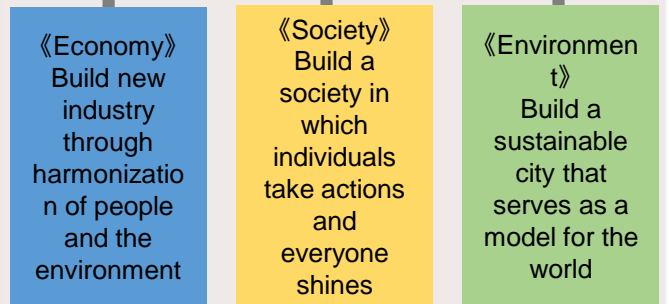 《Economy》
Build new
industry
through
harmonizatio
n of people
and the
environment
《Society》
Build a
society in
which
individuals
take actions
and
everyone
shines
《Environmen
t》
Build a
sustainable
city that
serves as a
model for the
world